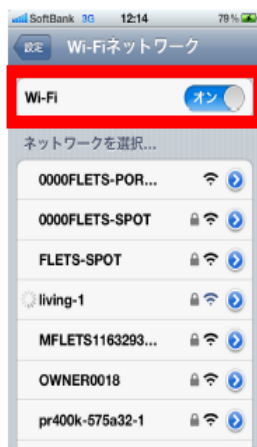 SoftBank 3G 12:14 79%
設定 Wi-Fiネットワーク
Wi-Fi オン
ネットワークを選択...
0000FLETS-POR...
0000FLETS-SPOT
FLETS-SPOT
living-1
MFLETS1163293...
OWNER0018
pr400k-575a32-1